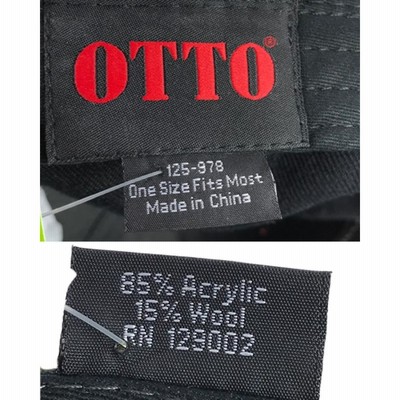 OTTO
125-978
One Size Fits Most
Made in China
85% Acrylic
15% Wool
RN 129002